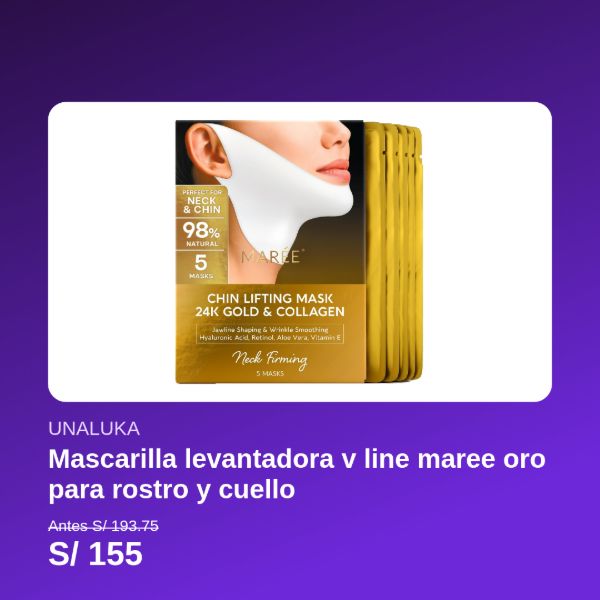 PERFECT FOR
NECK
& CHIN
98%
NATURAL
5
MASKS
MARÉE®
CHIN LIFTING MASK
24K GOLD & COLLAGEN
Jawline Shaping & Wrinkle Smoothing
Hyaluronic Acid, Retinol, Aloe Vera, Vitamin E
Neck Firming
5 MASKS
UNALUKA
Mascarilla levantadora v line maree oro
para rostro y cuello
Antes S/ 193.75
S/ 155